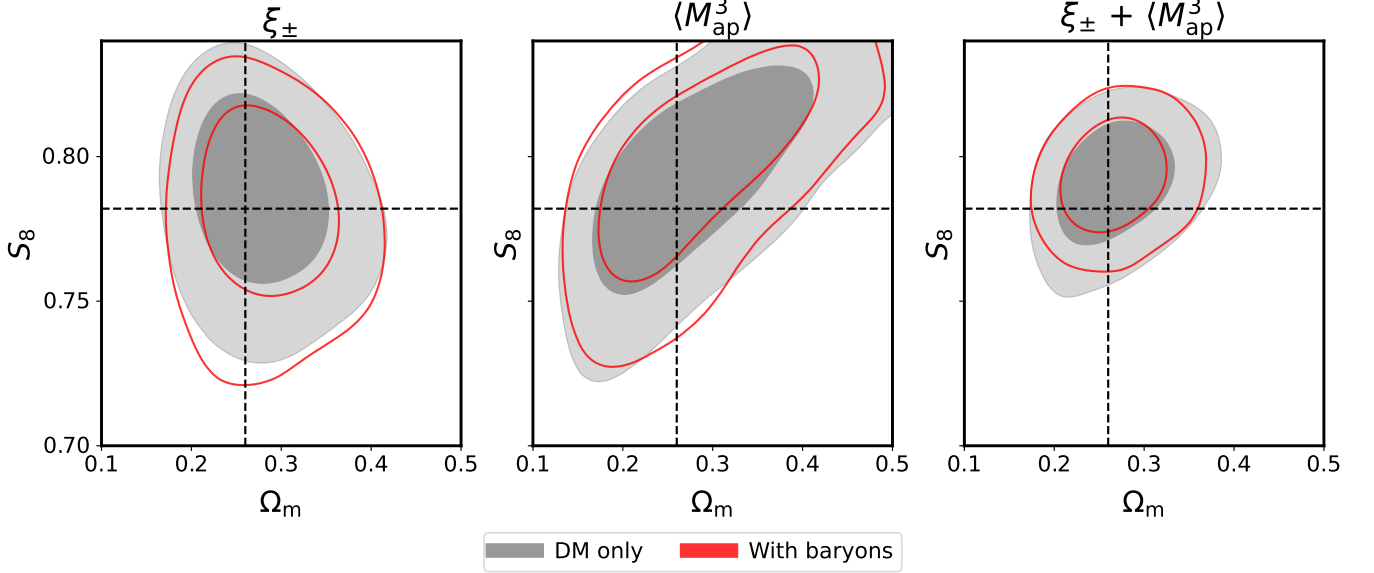 ξ± ⟨M³ap⟩ ξ± + ⟨M³ap⟩
S₈ S₈ S₈
0.80
0.75
0.70
0.1 0.2 0.3 0.4 0.5 0.1 0.2 0.3 0.4 0.5 0.1 0.2 0.3 0.4 0.5
Ωm Ωm Ωm
DM only With baryons